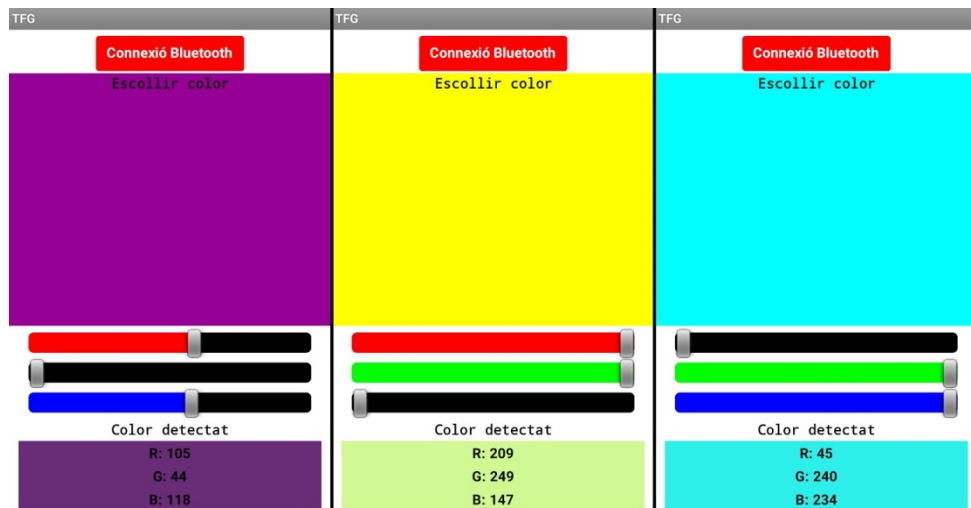 TFG
Connexió Bluetooth
Escollir color
Color detectat
R: 105
G: 44
B: 118
TFG
Connexió Bluetooth
Escollir color
Color detectat
R: 209
G: 249
B: 147
TFG
Connexió Bluetooth
Escollir color
Color detectat
R: 45
G: 240
B: 234